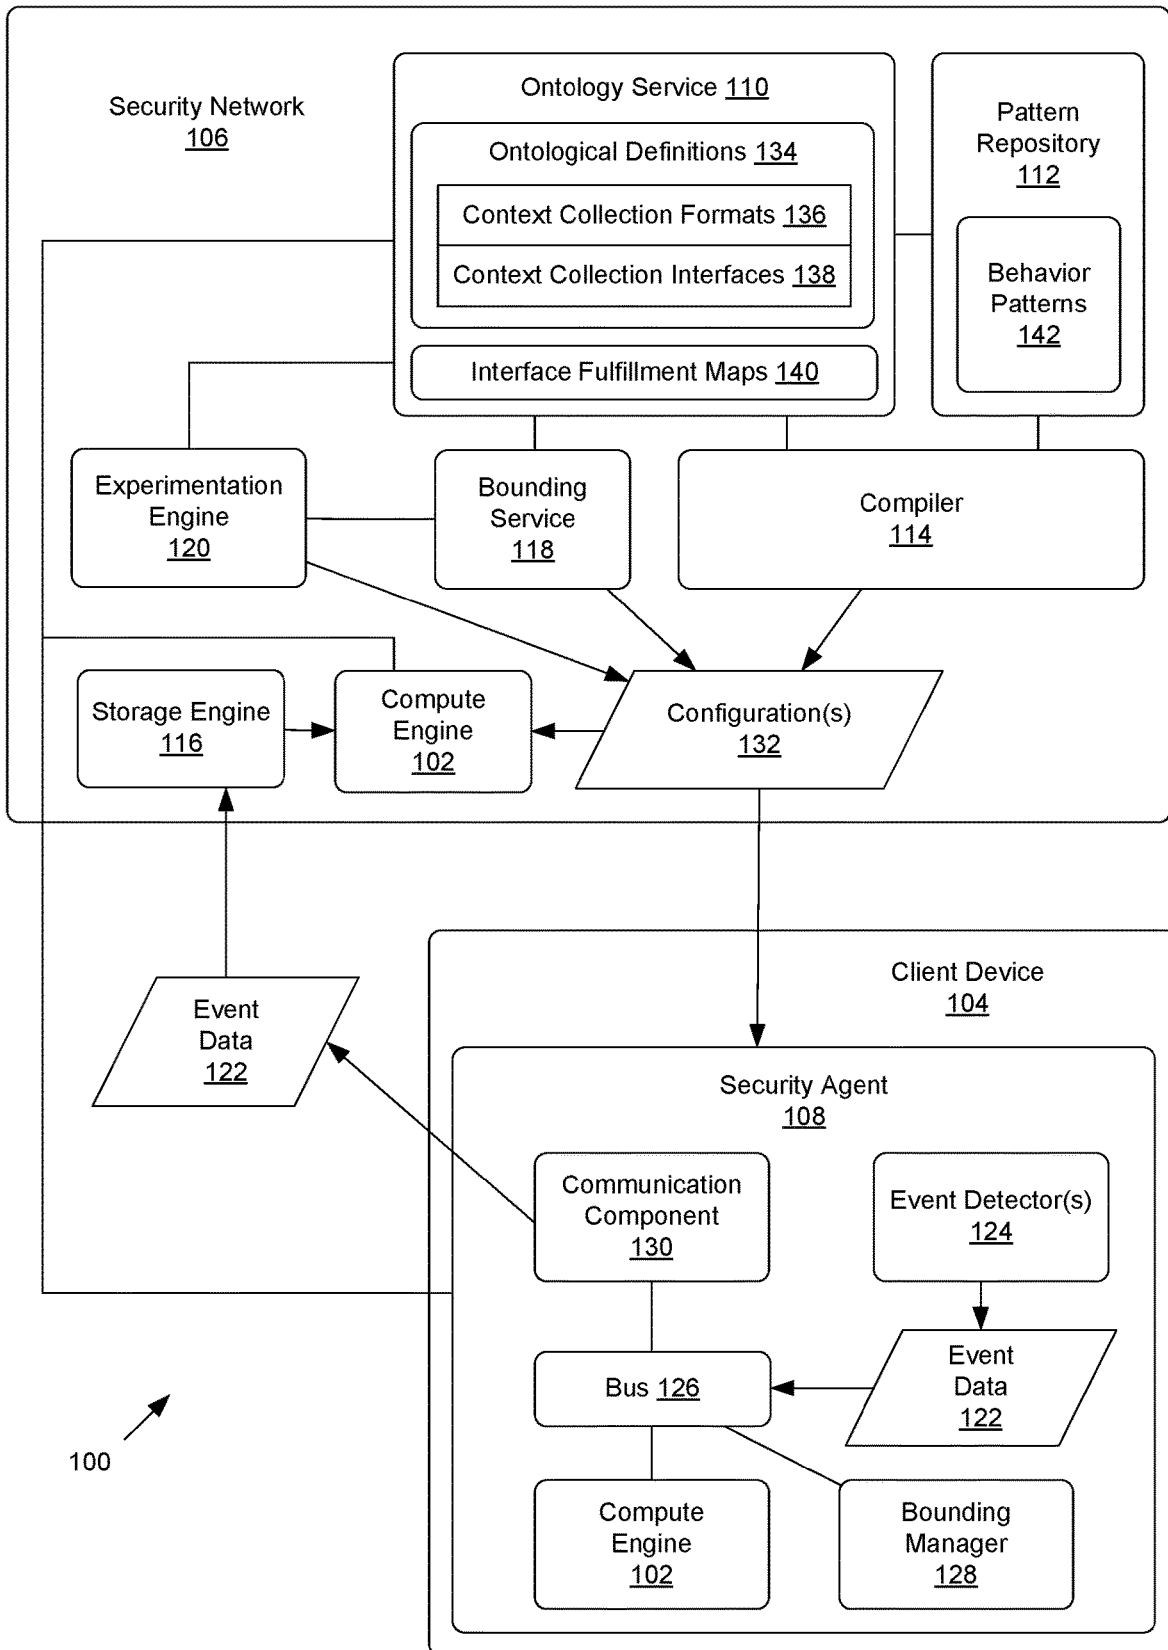 Security Network
106
Ontology Service 110
Ontological Definitions 134
Context Collection Formats 136
Context Collection Interfaces 138
Interface Fulfillment Maps 140
Pattern
Repository
112
Behavior
Patterns
142
Experimentation
Engine
120
Bounding
Service
118
Compiler
114
Storage Engine
116
Compute
Engine
102
Configuration(s)
132
Event
Data
122
Client Device
104
Security Agent
108
Communication
Component
130
Event Detector(s)
124
Bus 126
Event
Data
122
Compute
Engine
102
Bounding
Manager
128
100